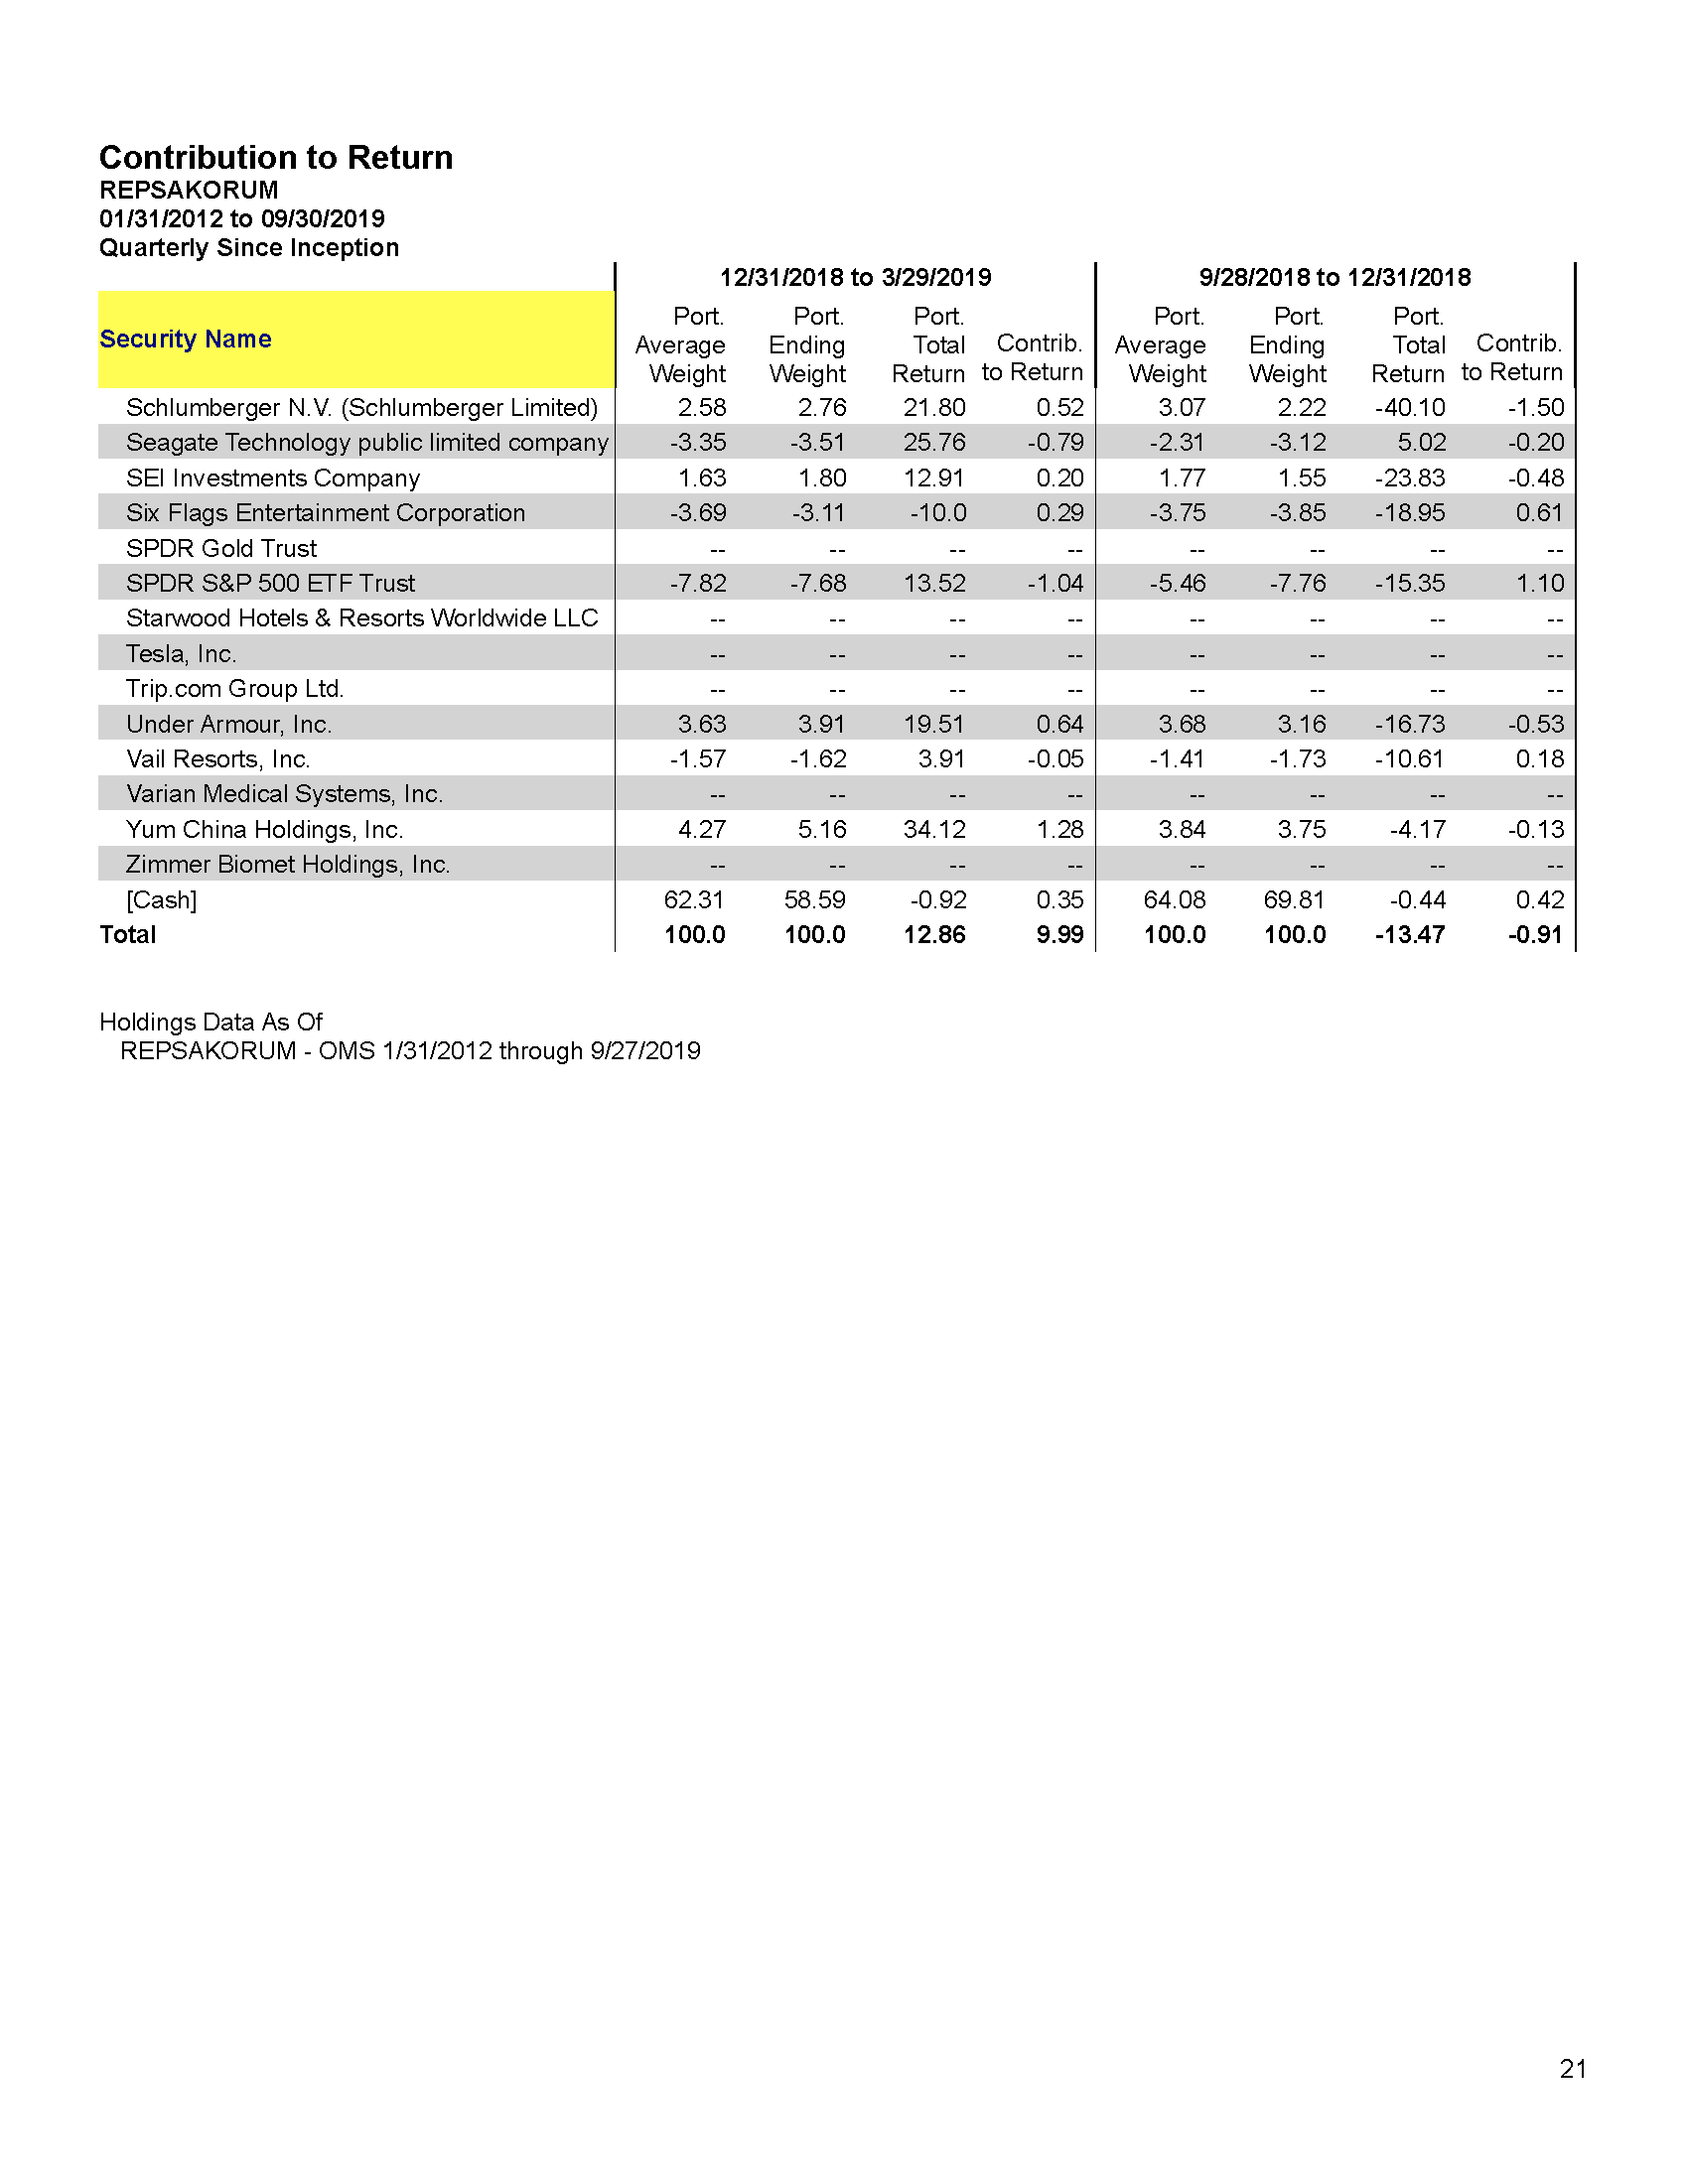 Contribution to Return
REPSAKORUM
01/31/2012 to 09/30/2019
Quarterly Since Inception
12/31/2018 to 3/29/2019 9/28/2018 to 12/31/2018
Security Name Port. Average Weight Port. Ending Weight Port. Total Return Contrib. to Return Port. Average Weight Port. Ending Weight Port. Total Return Contrib. to Return
Schlumberger N.V. (Schlumberger Limited) 2.58 2.76 21.80 0.52 3.07 2.22 -40.10 -1.50
Seagate Technology public limited company -3.35 -3.51 25.76 -0.79 -2.31 -3.12 5.02 -0.20
SEI Investments Company 1.63 1.80 12.91 0.20 1.77 1.55 -23.83 -0.48
Six Flags Entertainment Corporation -3.69 -3.11 -10.0 0.29 -3.75 -3.85 -18.95 0.61
SPDR Gold Trust -- -- -- -- -- -- -- --
SPDR S&P 500 ETF Trust -7.82 -7.68 13.52 -1.04 -5.46 -7.76 -15.35 1.10
Starwood Hotels & Resorts Worldwide LLC -- -- -- -- -- -- -- --
Tesla, Inc. -- -- -- -- -- -- -- --
Trip.com Group Ltd. -- -- -- -- -- -- -- --
Under Armour, Inc. 3.63 3.91 19.51 0.64 3.68 3.16 -16.73 -0.53
Vail Resorts, Inc. -1.57 -1.62 3.91 -0.05 -1.41 -1.73 -10.61 0.18
Varian Medical Systems, Inc. -- -- -- -- -- -- -- --
Yum China Holdings, Inc. 4.27 5.16 34.12 1.28 3.84 3.75 -4.17 -0.13
Zimmer Biomet Holdings, Inc. -- -- -- -- -- -- -- --
[Cash] 62.31 58.59 -0.92 0.35 64.08 69.81 -0.44 0.42
Total 100.0 100.0 12.86 9.99 100.0 100.0 -13.47 -0.91
Holdings Data As Of
REPSAKORUM - OMS 1/31/2012 through 9/27/2019
21